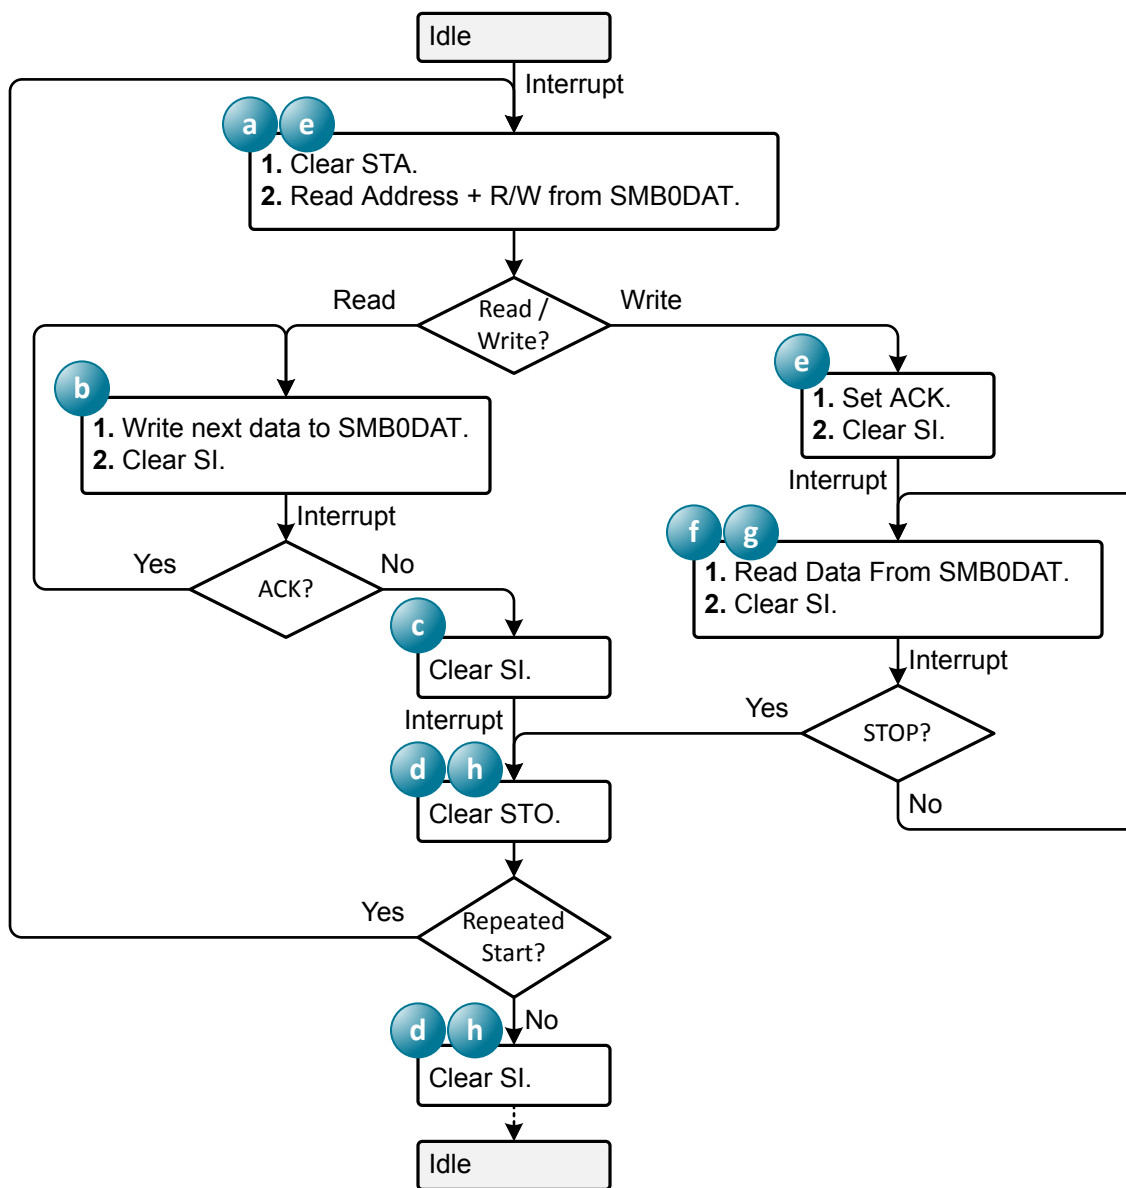 Idle
Interrupt
a e
1. Clear STA.
2. Read Address + R/W from SMB0DAT.
Read
Read /
Write?
Write
b
1. Write next data to SMB0DAT.
2. Clear SI.
e
1. Set ACK.
2. Clear SI.
Interrupt
Interrupt
Yes
ACK?
No
f g
1. Read Data From SMB0DAT.
2. Clear SI.
c
Clear SI.
Interrupt
Interrupt
Yes
STOP?
No
d h
Clear STO.
Yes
Repeated
Start?
No
d h
Clear SI.
Idle